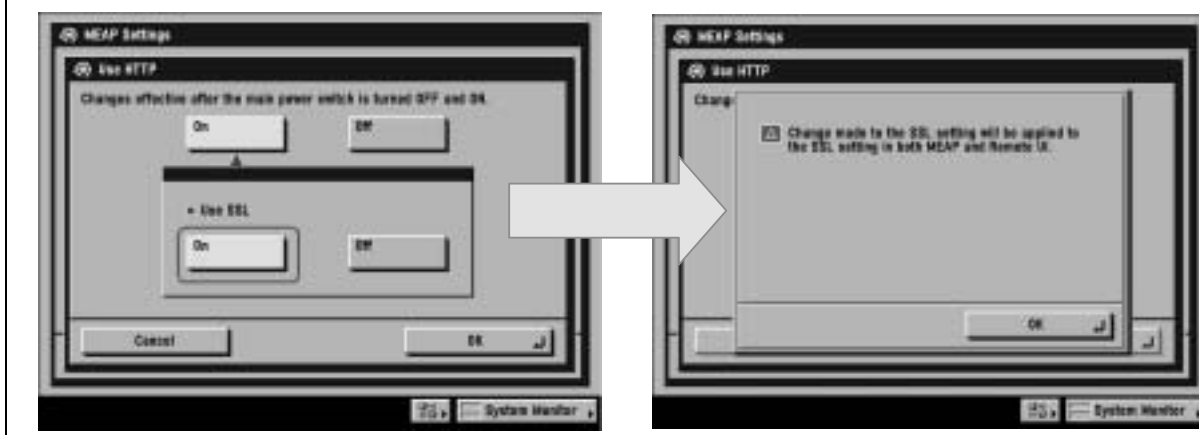 MEAP Settings
Use HTTP
Changes effective after the main power switch is turned OFF and ON.
On
Off
• Use SSL
On
Off
Cancel
OK
System Monitor
MEAP Settings
Use HTTP
Chang
Change made to the SSL setting will be applied to
the SSL setting in both MEAP and Remote UI.
OK
System Monitor